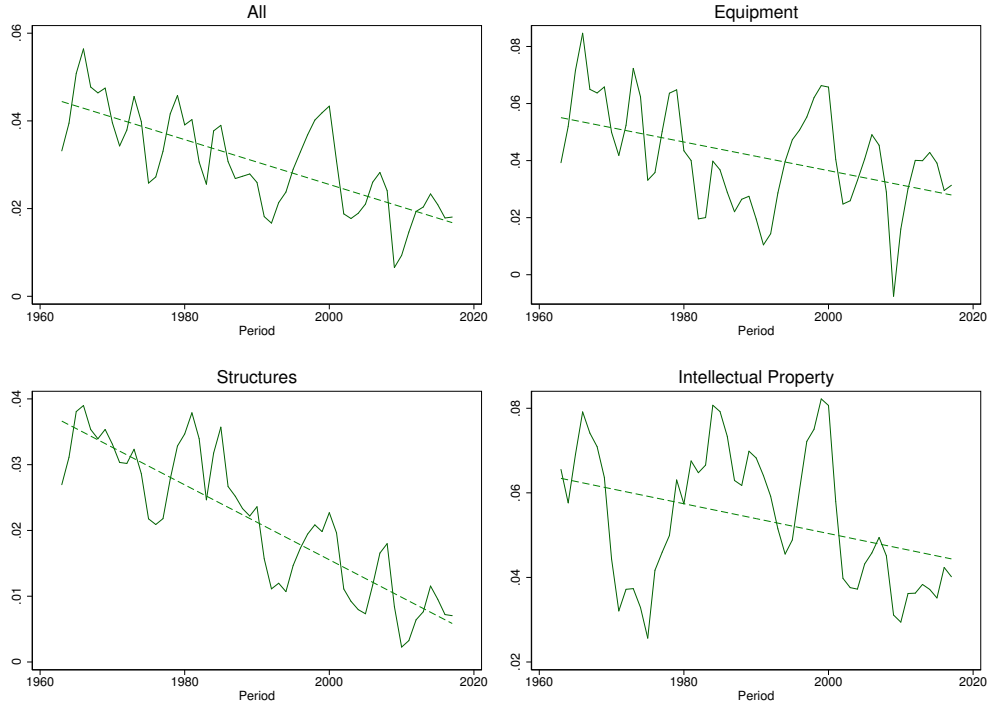 All
.06
.04
.02
0
1960 1980 2000 2020
Period
Equipment
.08
.06
.04
.02
0
1960 1980 2000 2020
Period
Structures
.04
.03
.02
.01
0
1960 1980 2000 2020
Period
Intellectual Property
.08
.06
.04
.02
1960 1980 2000 2020
Period